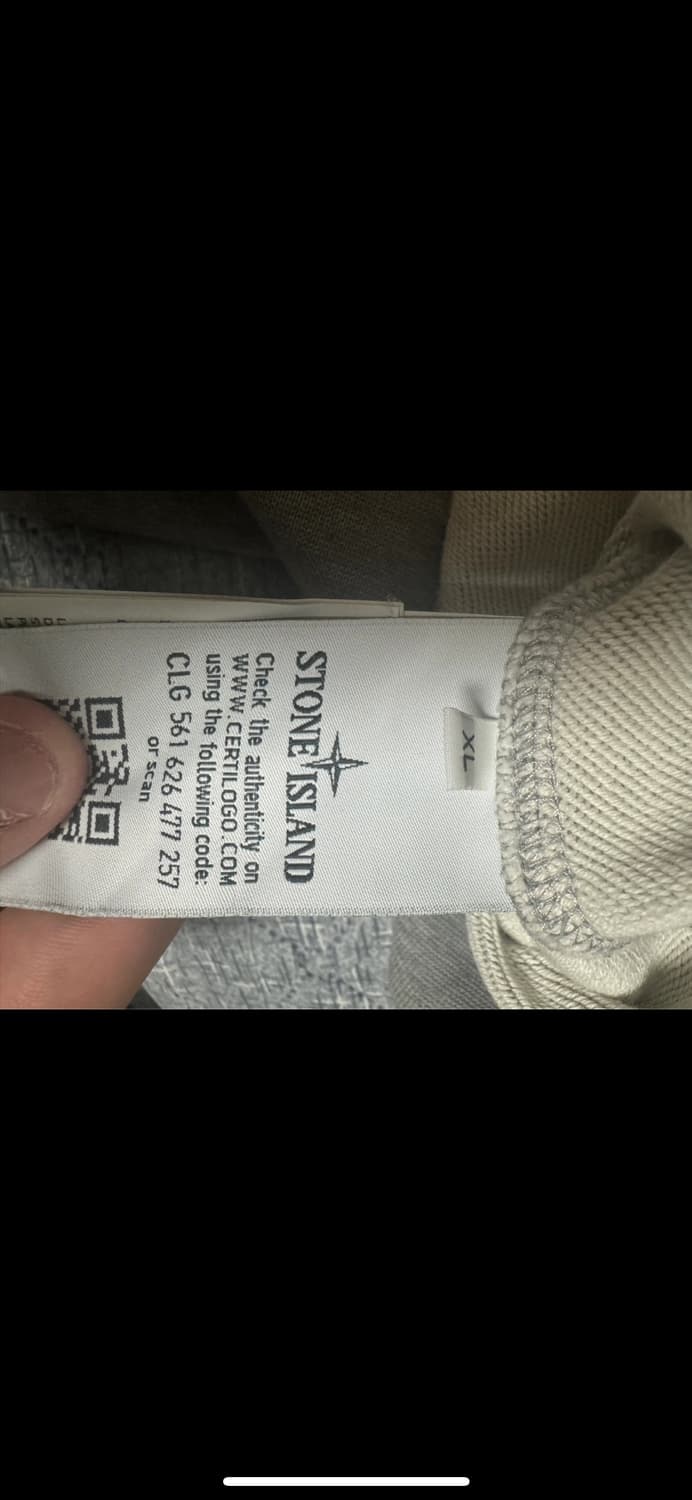 XL
STONE ISLAND
Check the authenticity on
WWW.CERTILOGO.COM
using the following code:
CLG 561 626 477 257
or scan